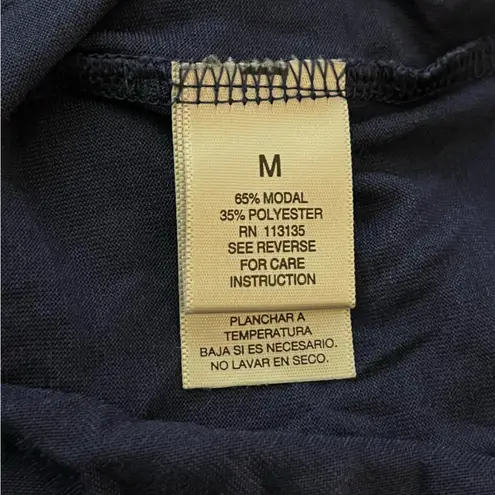 M
65% MODAL
35% POLYESTER
RN 113135
SEE REVERSE
FOR CARE
INSTRUCTION
PLANCHAR A
TEMPERATURA
BAJA SI ES NECESARIO.
NO LAVAR EN SECO.